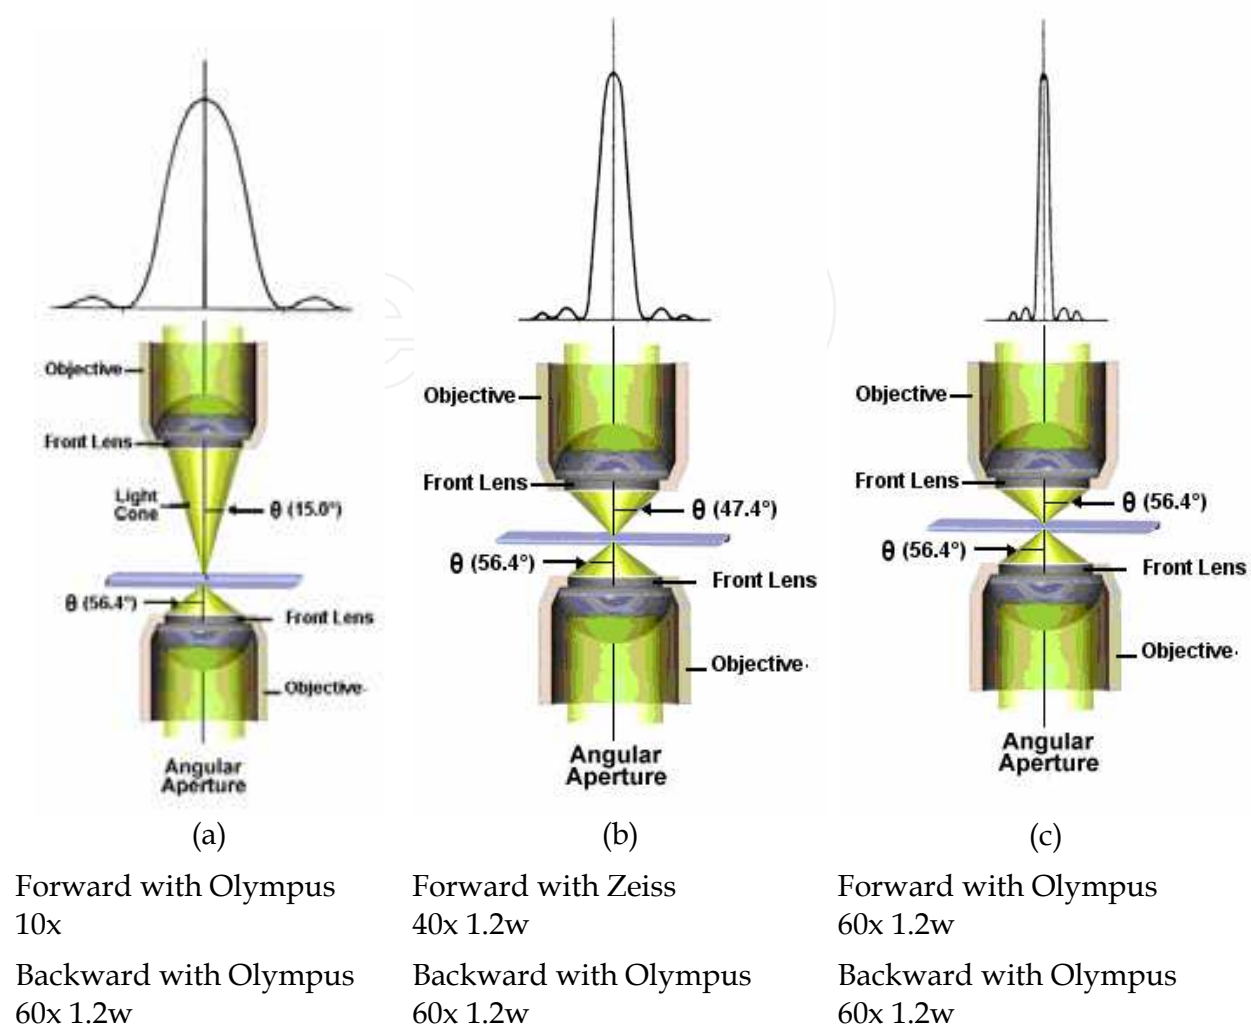 Objective
Front Lens
Light
Cone
θ (15.0°)
θ (56.4°)
Front Lens
Objective
Angular
Aperture
(a)
Forward with Olympus
10x
Backward with Olympus
60x 1.2w
Objective
Front Lens
θ (47.4°)
θ (56.4°)
Front Lens
Objective
Angular
Aperture
(b)
Forward with Zeiss
40x 1.2w
Backward with Olympus
60x 1.2w
Objective
Front Lens
θ (56.4°)
θ (56.4°)
Front Lens
Objective
Angular
Aperture
(c)
Forward with Olympus
60x 1.2w
Backward with Olympus
60x 1.2w